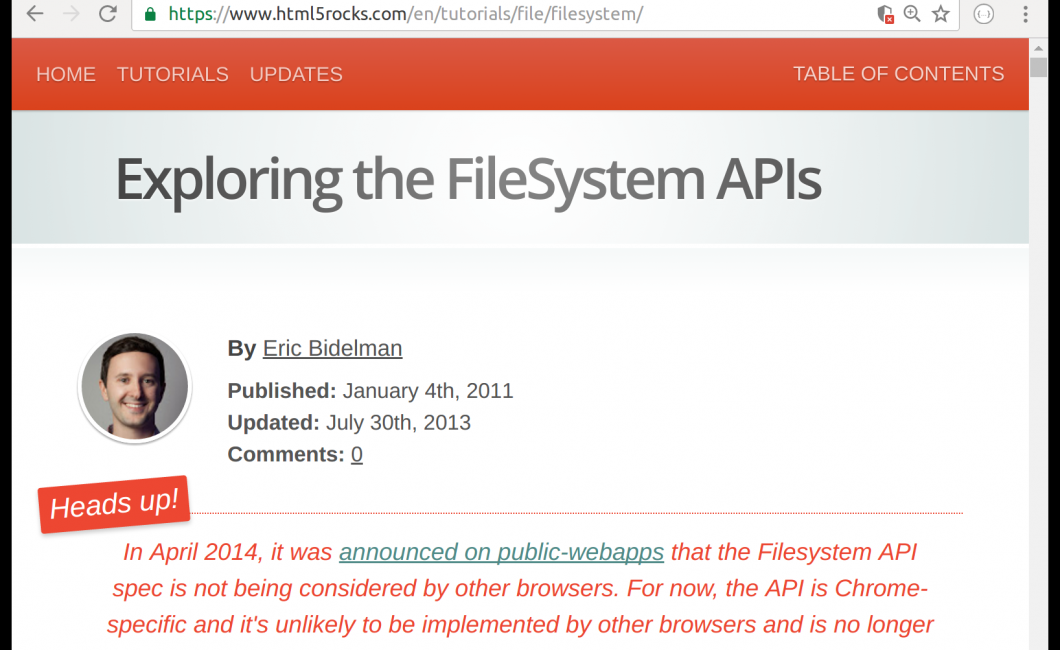 https://www.html5rocks.com/en/tutorials/file/filesystem/
HOME TUTORIALS UPDATES TABLE OF CONTENTS
Exploring the FileSystem APIs
By Eric Bidelman
Published: January 4th, 2011
Updated: July 30th, 2013
Comments: 0
Heads up!
In April 2014, it was announced on public-webapps that the Filesystem API
spec is not being considered by other browsers. For now, the API is Chrome-
specific and it's unlikely to be implemented by other browsers and is no longer